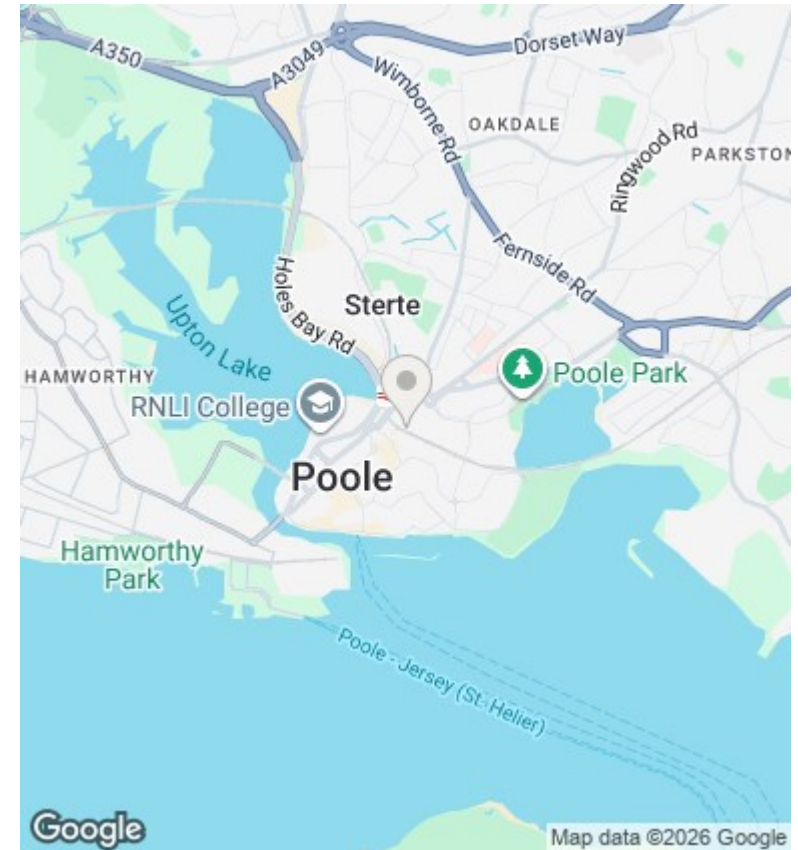 A350
A3049
Dorset Way
Wimborne Rd
OAKDALE
Ringwood Rd
PARKSTON
Fernside Rd
Holes Bay Rd
Sterte
Upton Lake
HAMWORTHY
RNLI College
Poole Park
Poole
Hamworthy
Park
Poole - Jersey (St. Helier)
Google
Map data ©2026 Google